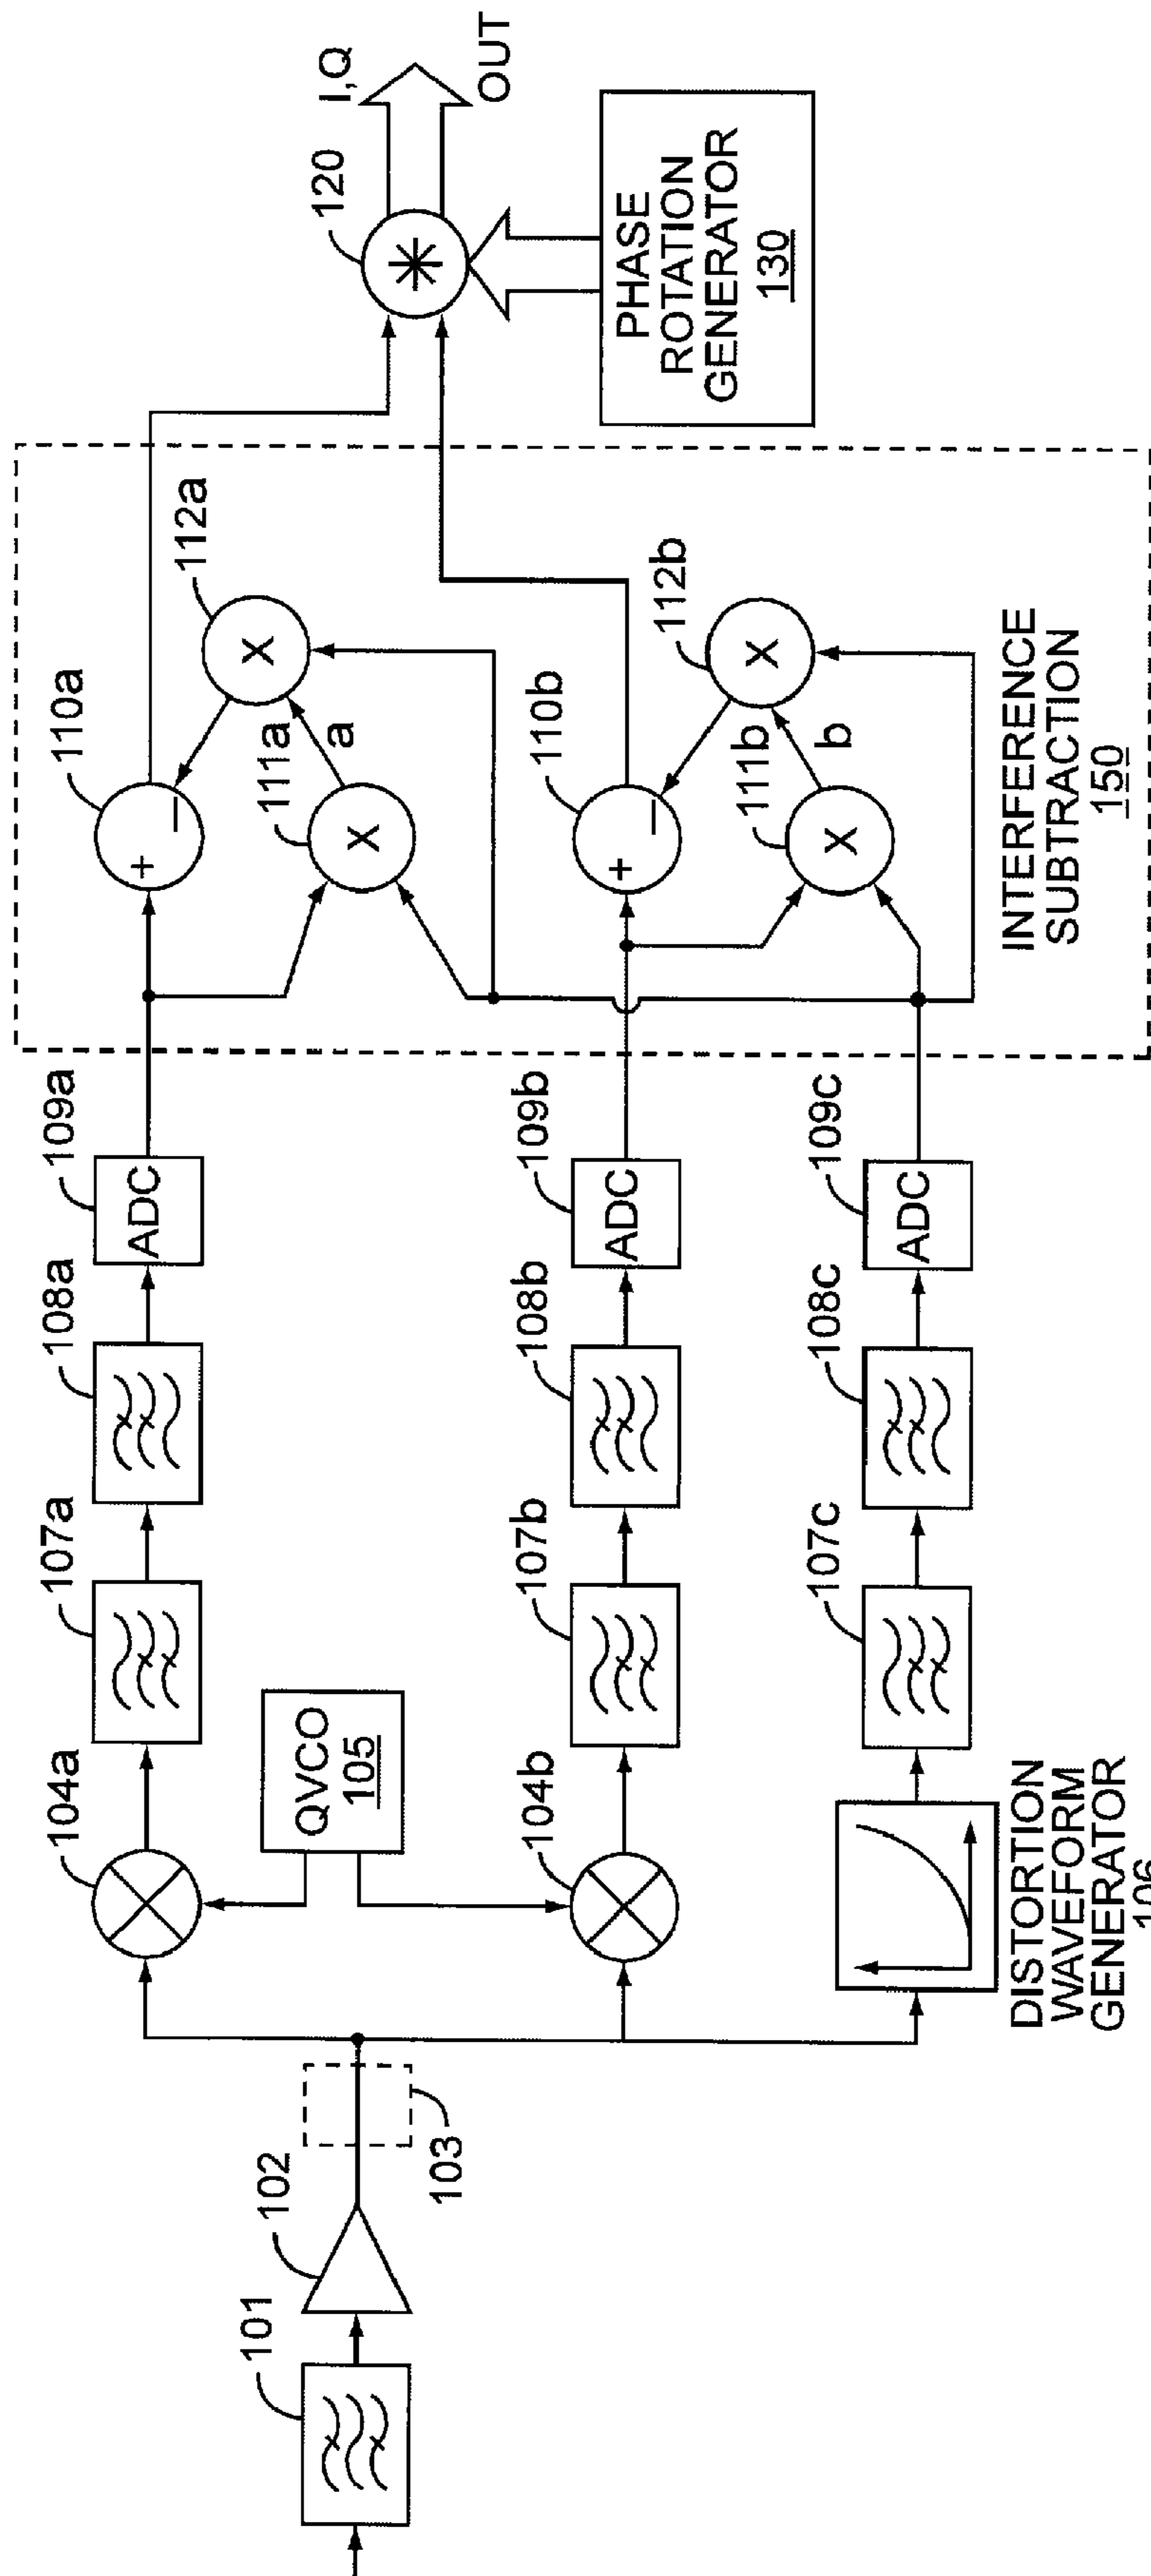 101
102
103
104a
QVCO
105
104b
DISTORTION
WAVEFORM
GENERATOR
106
107a
107b
107c
108a
108b
108c
109a
ADC
109b
ADC
109c
ADC
110a
+
−
111a
X
a
112a
X
110b
+
−
111b
X
b
112b
X
INTERFERENCE
SUBTRACTION
150
120
I,Q
OUT
PHASE
ROTATION
GENERATOR
130